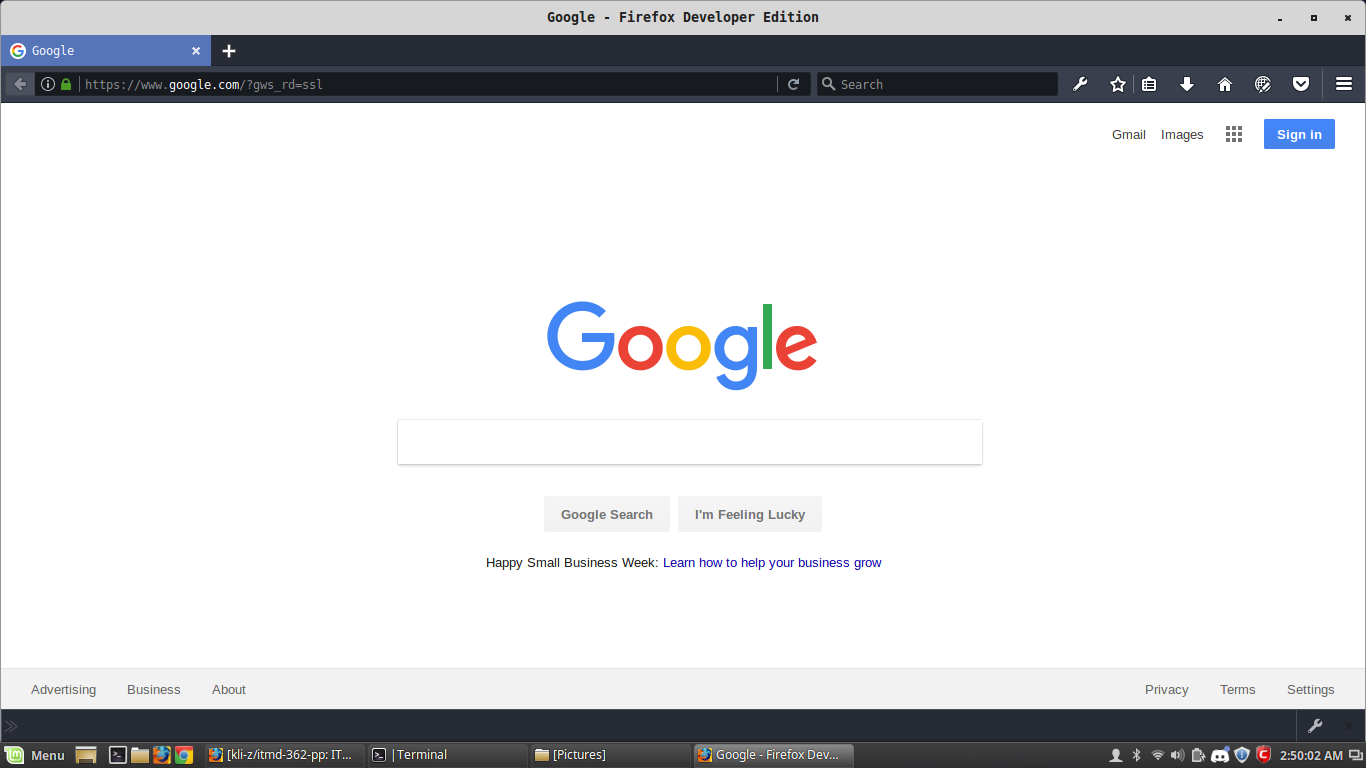 Google - Firefox Developer Edition
Google
https://www.google.com/?gws_rd=ssl
Search
Gmail Images Sign in
Google
Google Search I'm Feeling Lucky
Happy Small Business Week: Learn how to help your business grow
Advertising Business About Privacy Terms Settings
Menu [kli-z/itmd-362-pp: IT... |Terminal [Pictures] Google - Firefox Dev... 2:50:02 AM